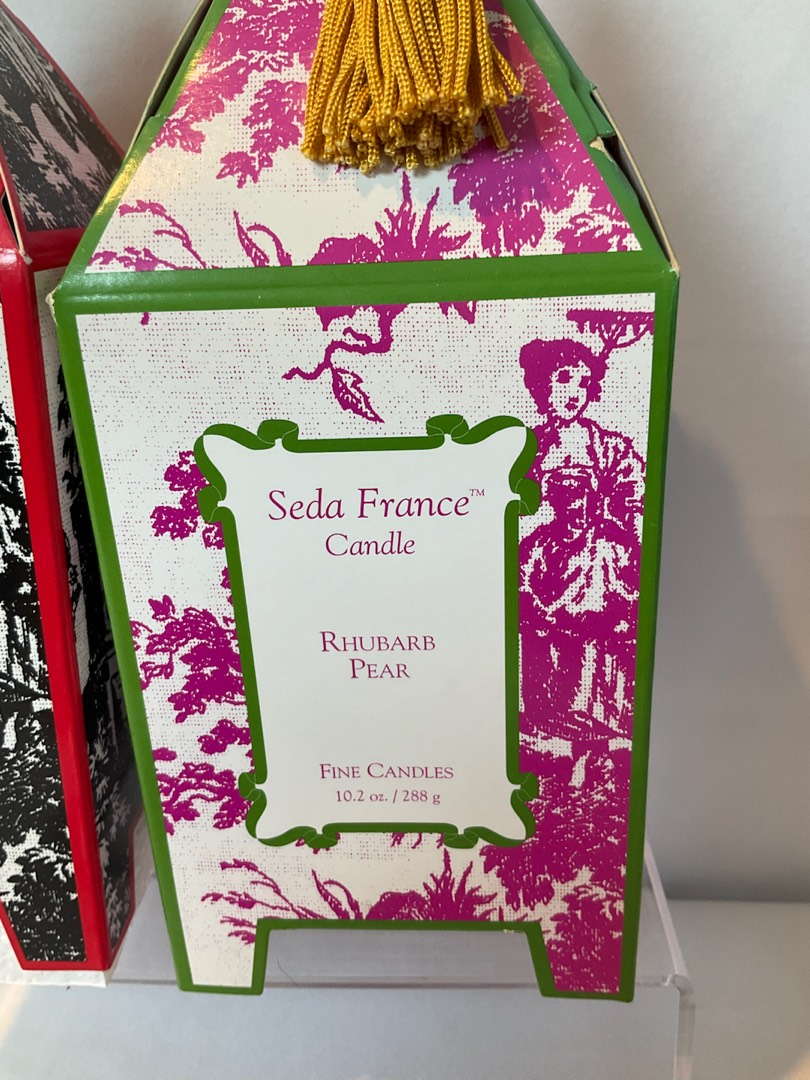 Seda France™
Candle
RHUBARB
PEAR
FINE CANDLES
10.2 oz. / 288 g